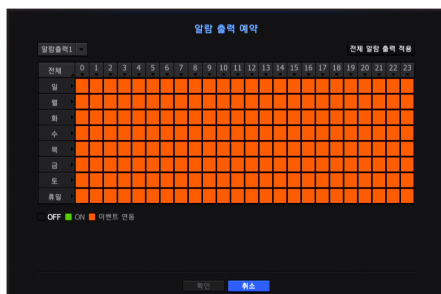 알람 출력 예약
알람출력1 전체 알람 출력 적용
전체 0 1 2 3 4 5 6 7 8 9 10 11 12 13 14 15 16 17 18 19 20 21 22 23
일
월
화
수
목
금
토
휴일
OFF ON 이벤트 연동
확인 취소